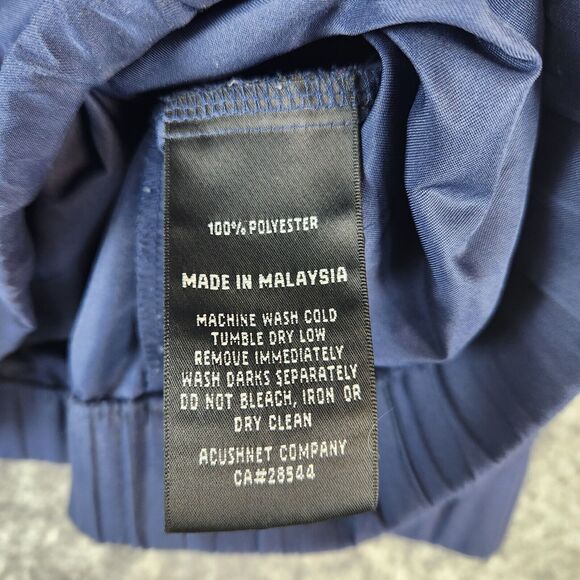 100% POLYESTER
MADE IN MALAYSIA
MACHINE WASH COLD
TUMBLE DRY LOW
REMOVE IMMEDIATELY
WASH DARKS SEPARATELY
DO NOT BLEACH, IRON OR
DRY CLEAN
ACUSHNET COMPANY
CA#28544